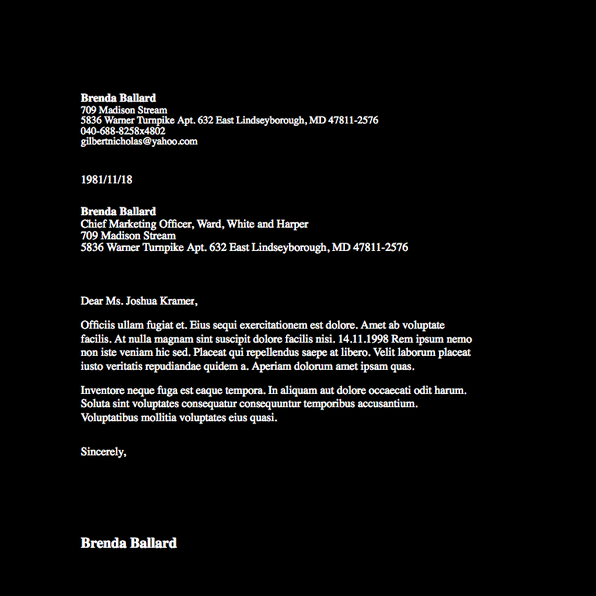 Brenda Ballard
709 Madison Stream
5836 Warner Turnpike Apt. 632 East Lindseyborough, MD 47811-2576
040-688-8258x4802
gilbertnicholas@yahoo.com
1981/11/18
Brenda Ballard
Chief Marketing Officer, Ward, White and Harper
709 Madison Stream
5836 Warner Turnpike Apt. 632 East Lindseyborough, MD 47811-2576
Dear Ms. Joshua Kramer,
Officiis ullam fugiat et. Eius sequi exercitationem est dolore. Amet ab voluptate
facilis. At nulla magnam sint suscipit dolore facilis nisi. 14.11.1998 Rem ipsum nemo
non iste veniam hic sed. Placeat qui repellendus saepe at libero. Velit laborum placeat
iusto veritatis repudiandae quidem a. Aperiam dolorum amet ipsam quas.
Inventore neque fuga est eaque tempora. In aliquam aut dolore occaecati odit harum.
Soluta sint voluptates consequatur consequuntur temporibus accusantium.
Voluptatibus mollitia voluptates eius quasi.
Sincerely,
Brenda Ballard